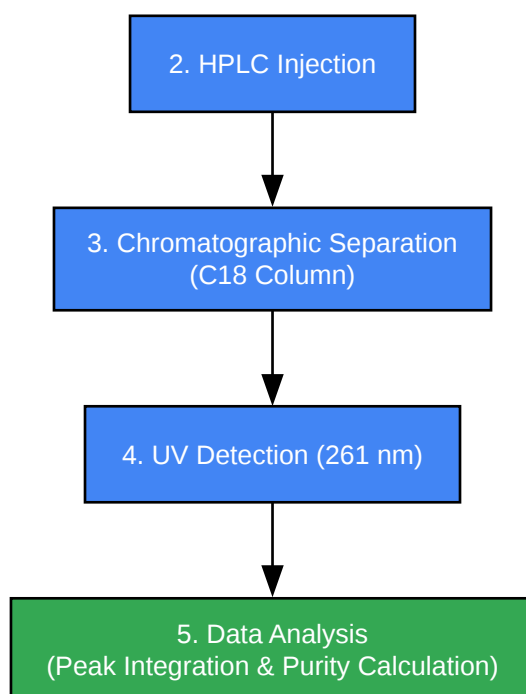 2. HPLC Injection
3. Chromatographic Separation
(C18 Column)
4. UV Detection (261 nm)
5. Data Analysis
(Peak Integration & Purity Calculation)